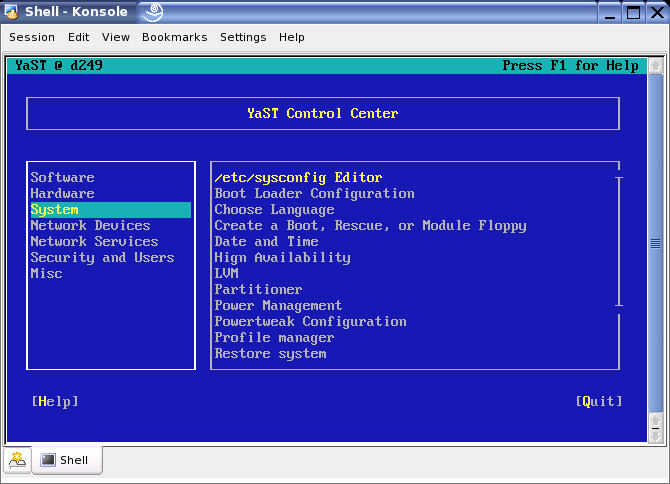 Shell - Konsole
Session Edit View Bookmarks Settings Help
YaST @ d249 Press F1 for Help
YaST Control Center
Software
Hardware
System
Network Devices
Network Services
Security and Users
Misc
/etc/sysconfig Editor
Boot Loader Configuration
Choose Language
Create a Boot, Rescue, or Module Floppy
Date and Time
Hign Availability
LVM
Partitioner
Power Management
Powertweak Configuration
Profile manager
Restore system
[Help] [Quit]
Shell